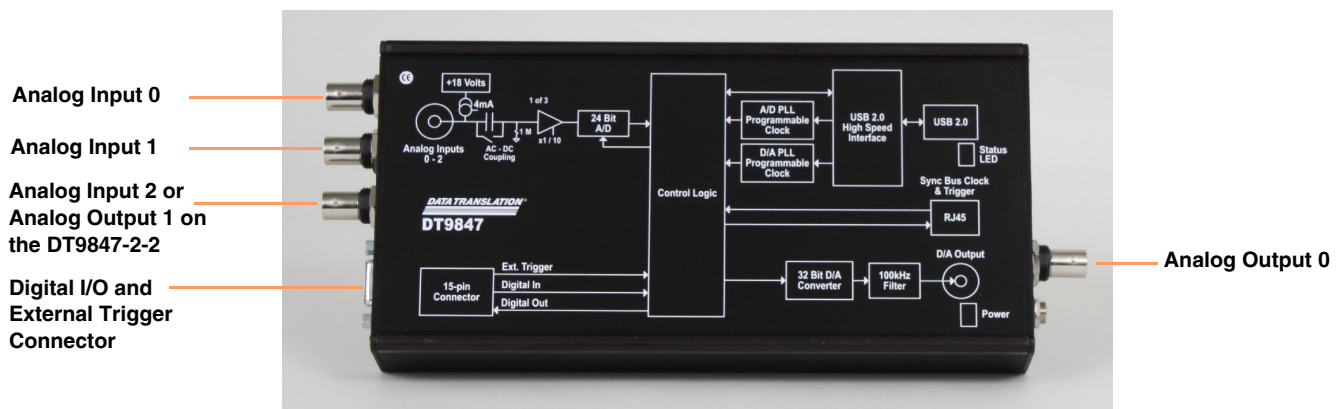 Analog Input 0
Analog Input 1
Analog Input 2 or
Analog Output 1 on
the DT9847-2-2
Digital I/O and
External Trigger
Connector
CE
+18 Volts
4mA
1 of 3
1 M
x1 / 10
Analog Inputs
0 - 2
AC - DC
Coupling
24 Bit
A/D
A/D PLL
Programmable
Clock
D/A PLL
Programmable
Clock
USB 2.0
High Speed
Interface
USB 2.0
Status
LED
Control Logic
Sync Bus Clock
& Trigger
RJ45
DATA TRANSLATION®
DT9847
15-pin
Connector
Ext. Trigger
Digital In
Digital Out
32 Bit D/A
Converter
100kHz
Filter
D/A Output
Power
Analog Output 0